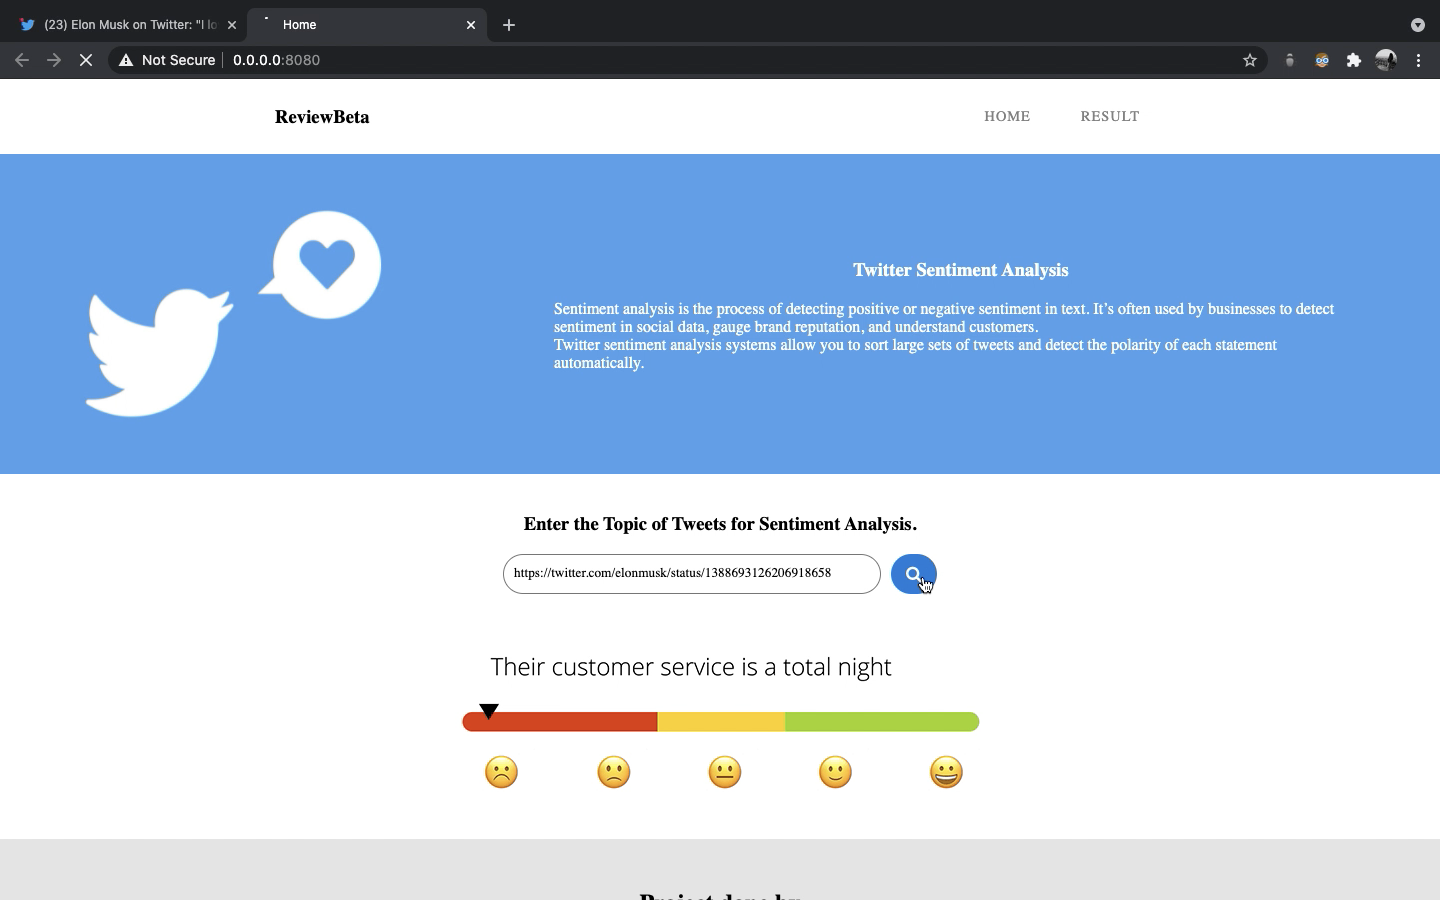 (23) Elon Musk on Twitter: "I lo
Home
Not Secure
0.0.0.0:8080
ReviewBeta
HOME
RESULT
Twitter Sentiment Analysis
Sentiment analysis is the process of detecting positive or negative sentiment in text. It’s often used by businesses to detect
sentiment in social data, gauge brand reputation, and understand customers.
Twitter sentiment analysis systems allow you to sort large sets of tweets and detect the polarity of each statement
automatically.
Enter the Topic of Tweets for Sentiment Analysis.
https://twitter.com/elonmusk/status/1388693126206918658
Their customer service is a total night
Project done by